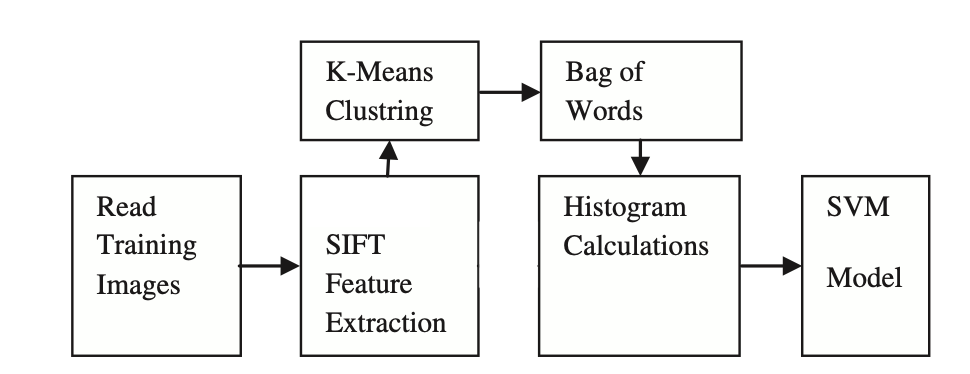 K-Means
Clustring
Bag of
Words
Read
Training
Images
SIFT
Feature
Extraction
Histogram
Calculations
SVM
Model